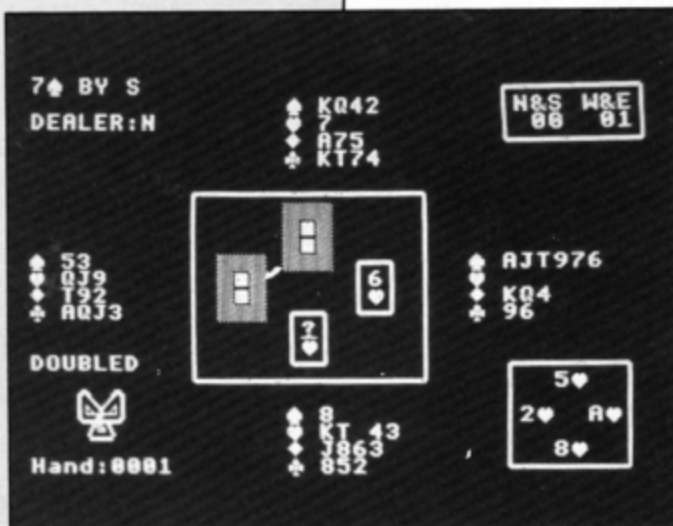 7♠ BY S
DEALER:N
♠ KQ42
♥ 7
♦ A75
♣ KT74
N&S W&E
00 01
♠ 53
♥ QJ9
♦ T92
♣ AQJ3
6
♥
?
♥
♠ AJT976
♥
♦ KQ4
♣ 96
DOUBLED
Hand:0001
♠ 8
♥ KT 43
♦ J863
♣ 852
5♥
2♥ A♥
8♥